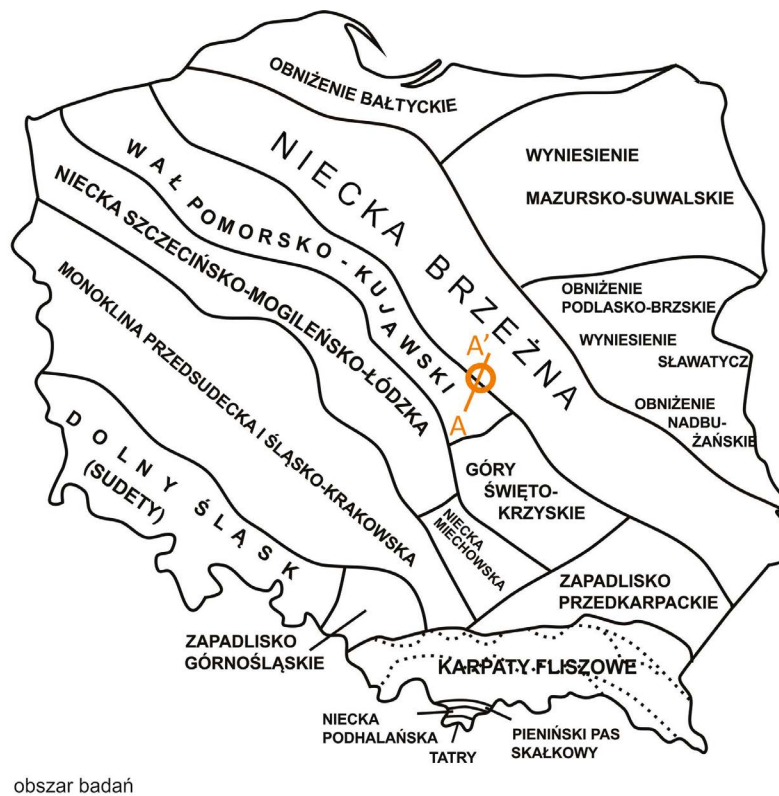 OBNIŻENIE BAŁTYCKIE
WYNIESIENIE
MAZURSKO-SUWALSKIE
NIECKA BRZEŻNA
WAŁ POMORSKO-KUJAWSKI
NIECKA SZCZECIŃSKO-MOGILEŃSKO-ŁÓDZKA
MONOKLINA PRZEDSUDECKA I ŚLĄSKO-KRAKOWSKA
OBNIŻENIE
PODLASKO-BRZSKIE
WYNIESIENIE
SŁAWATYCZ
OBNIŻENIE
NADBU-
ŻAŃSKIE
A'
A
DOLNY ŚLĄSK
(SUDETY)
GÓRY
ŚWIĘTO-
KRZYSKIE
NIECKA
MIECHOWSKA
ZAPADLISKO
PRZEDKARPACKIE
ZAPADLISKO
GÓRNOŚLĄSKIE
KARPATY FLISZOWE
NIECKA
PODHALAŃSKA
TATRY
PIENIŃSKI PAS
SKAŁKOWY
obszar badań